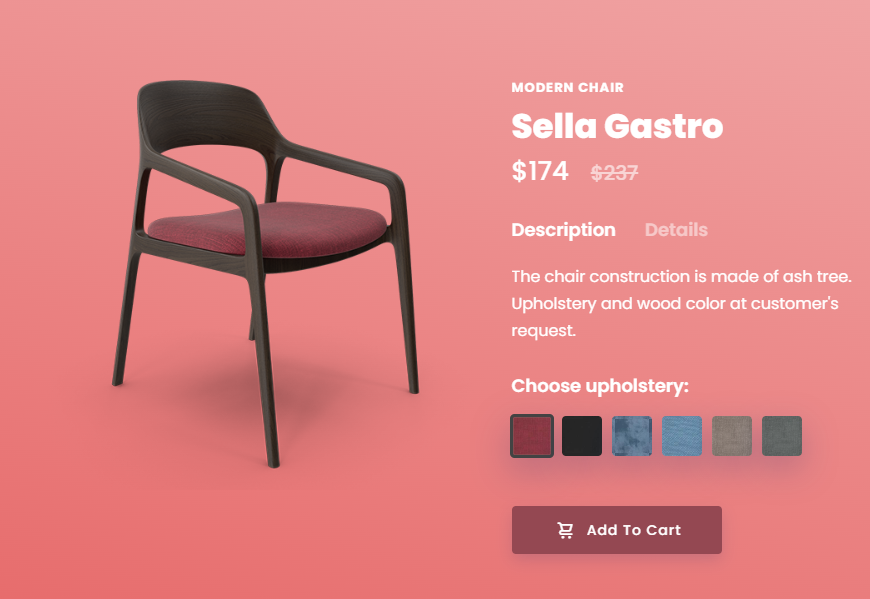 MODERN CHAIR
Sella Gastro
$174 $237
Description Details
The chair construction is made of ash tree.
Upholstery and wood color at customer's
request.
Choose upholstery:
Add To Cart